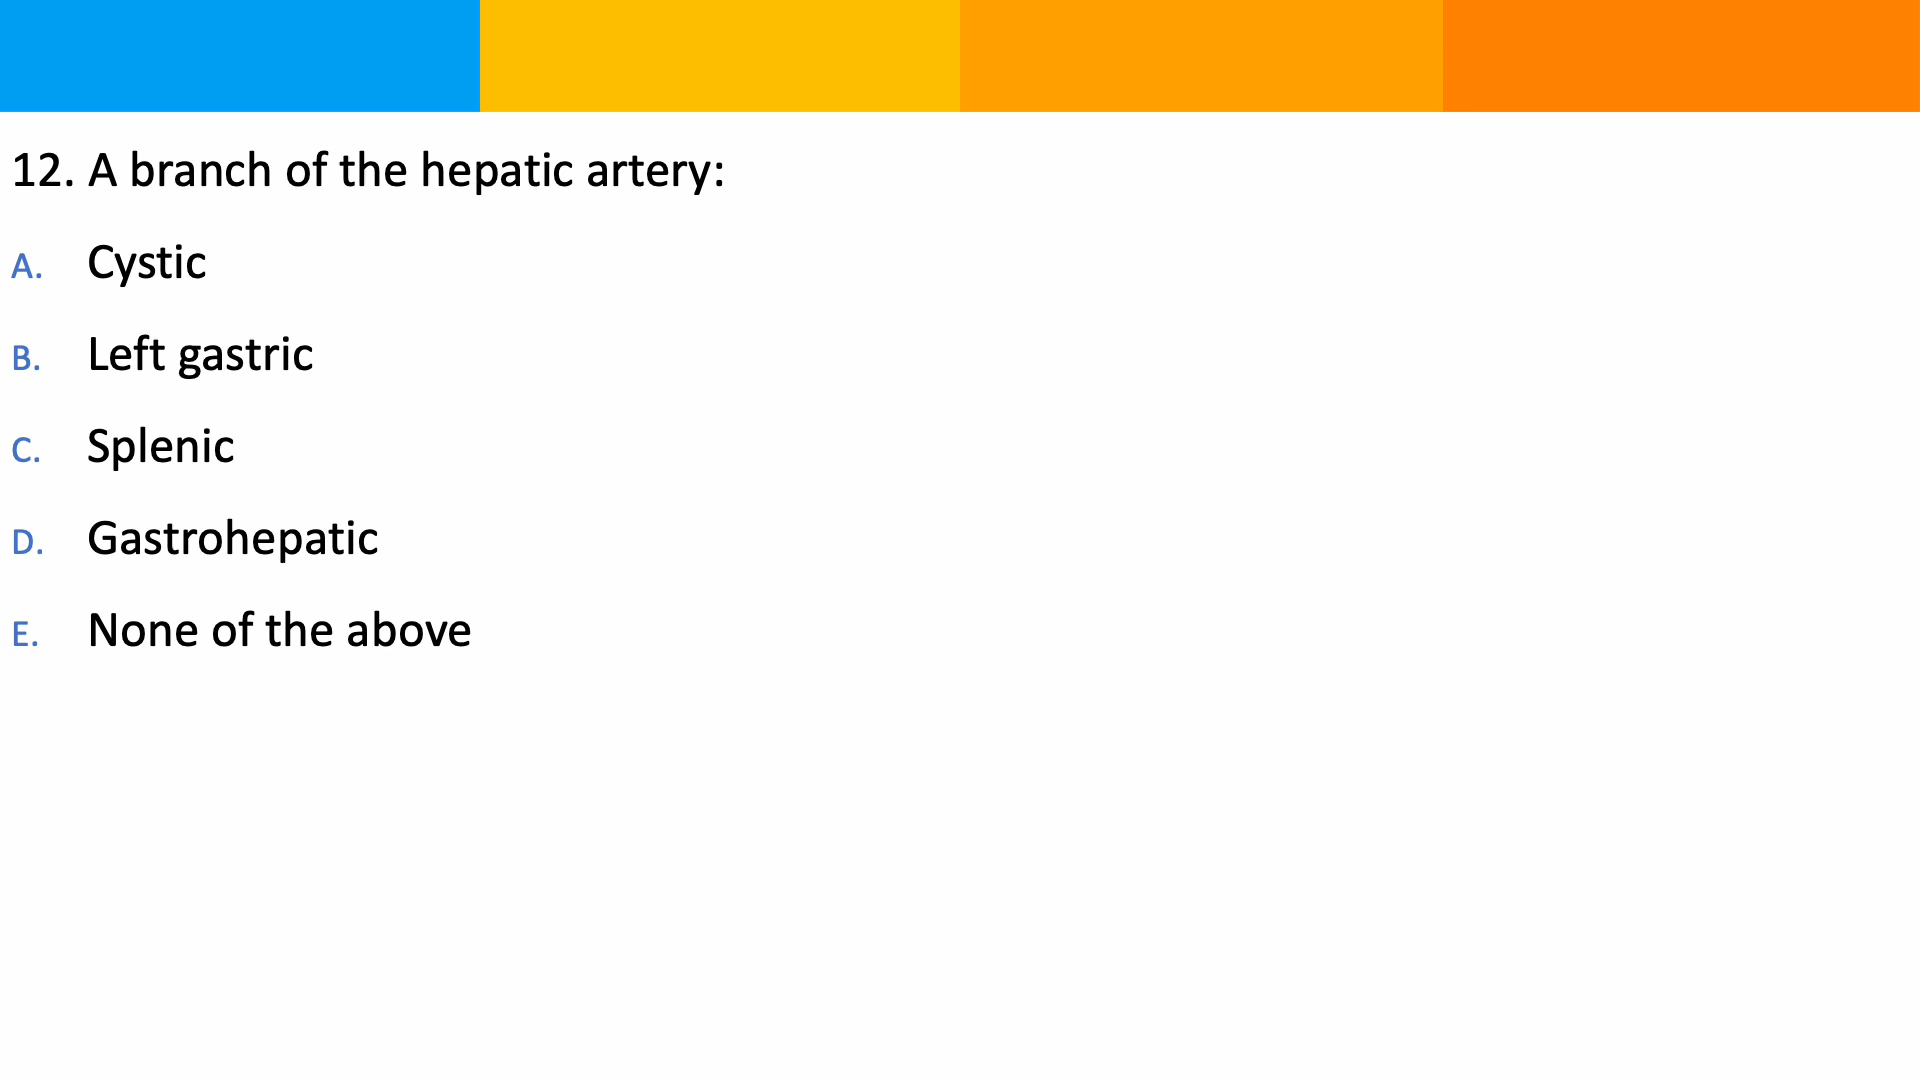 12. A branch of the hepatic artery:
A. Cystic
B. Left gastric
C. Splenic
D. Gastrohepatic
E. None of the above